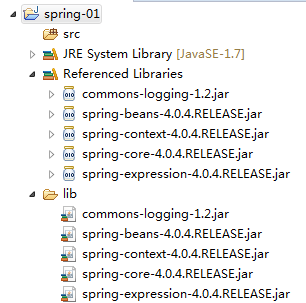 spring-01
src
JRE System Library [JavaSE-1.7]
Referenced Libraries
commons-logging-1.2.jar
spring-beans-4.0.4.RELEASE.jar
spring-context-4.0.4.RELEASE.jar
spring-core-4.0.4.RELEASE.jar
spring-expression-4.0.4.RELEASE.jar
lib
commons-logging-1.2.jar
spring-beans-4.0.4.RELEASE.jar
spring-context-4.0.4.RELEASE.jar
spring-core-4.0.4.RELEASE.jar
spring-expression-4.0.4.RELEASE.jar